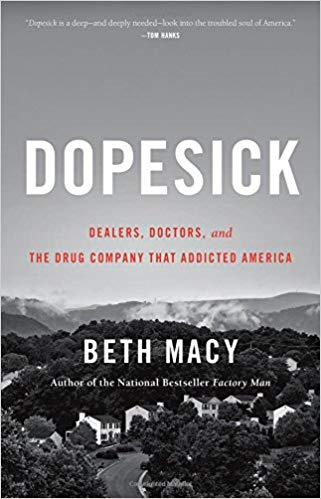 "Dopesick is a deep—and deeply needed—look into the troubled soul of America."
—TOM HANKS
DOPESICK
DEALERS, DOCTORS, and
THE DRUG COMPANY THAT ADDICTED AMERICA
BETH MACY
Author of the National Bestseller Factory Man